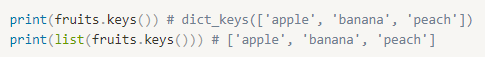 print(fruits.keys()) # dict_keys(['apple', 'banana', 'peach'])
print(list(fruits.keys())) # ['apple', 'banana', 'peach']